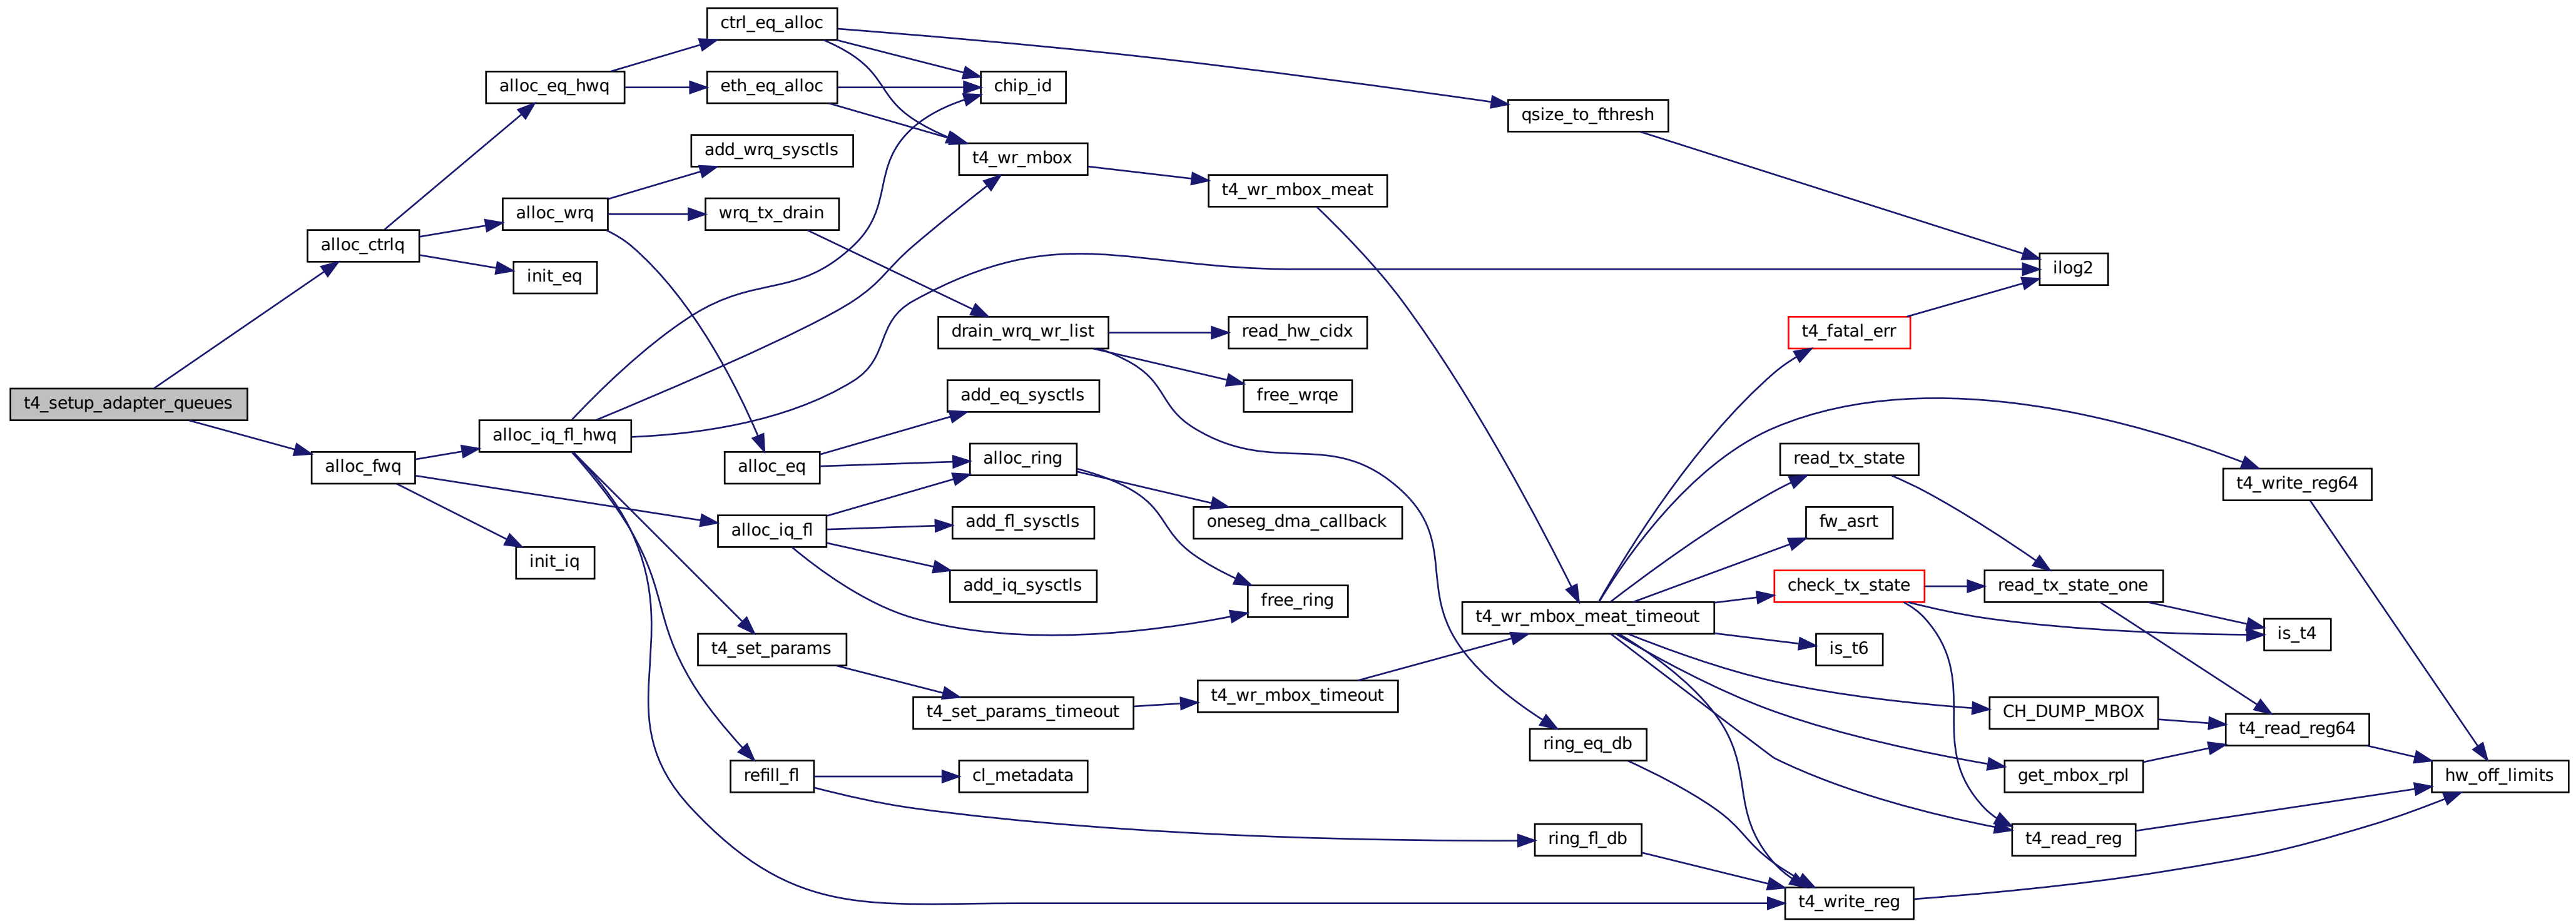 t4_setup_adapter_queues
alloc_ctrlq
alloc_fwq
alloc_eq_hwq
alloc_wrq
init_eq
alloc_iq_fl_hwq
init_iq
ctrl_eq_alloc
eth_eq_alloc
add_wrq_sysctls
wrq_tx_drain
alloc_eq
alloc_iq_fl
t4_set_params
refill_fl
chip_id
t4_wr_mbox
drain_wrq_wr_list
add_eq_sysctls
alloc_ring
add_fl_sysctls
add_iq_sysctls
t4_set_params_timeout
cl_metadata
t4_wr_mbox_meat
read_hw_cidx
free_wrqe
oneseg_dma_callback
free_ring
t4_wr_mbox_timeout
qsize_to_fthresh
t4_wr_mbox_meat_timeout
ring_eq_db
ring_fl_db
t4_fatal_err
read_tx_state
fw_asrt
check_tx_state
is_t6
t4_write_reg
ilog2
read_tx_state_one
CH_DUMP_MBOX
get_mbox_rpl
t4_read_reg
t4_write_reg64
is_t4
t4_read_reg64
hw_off_limits